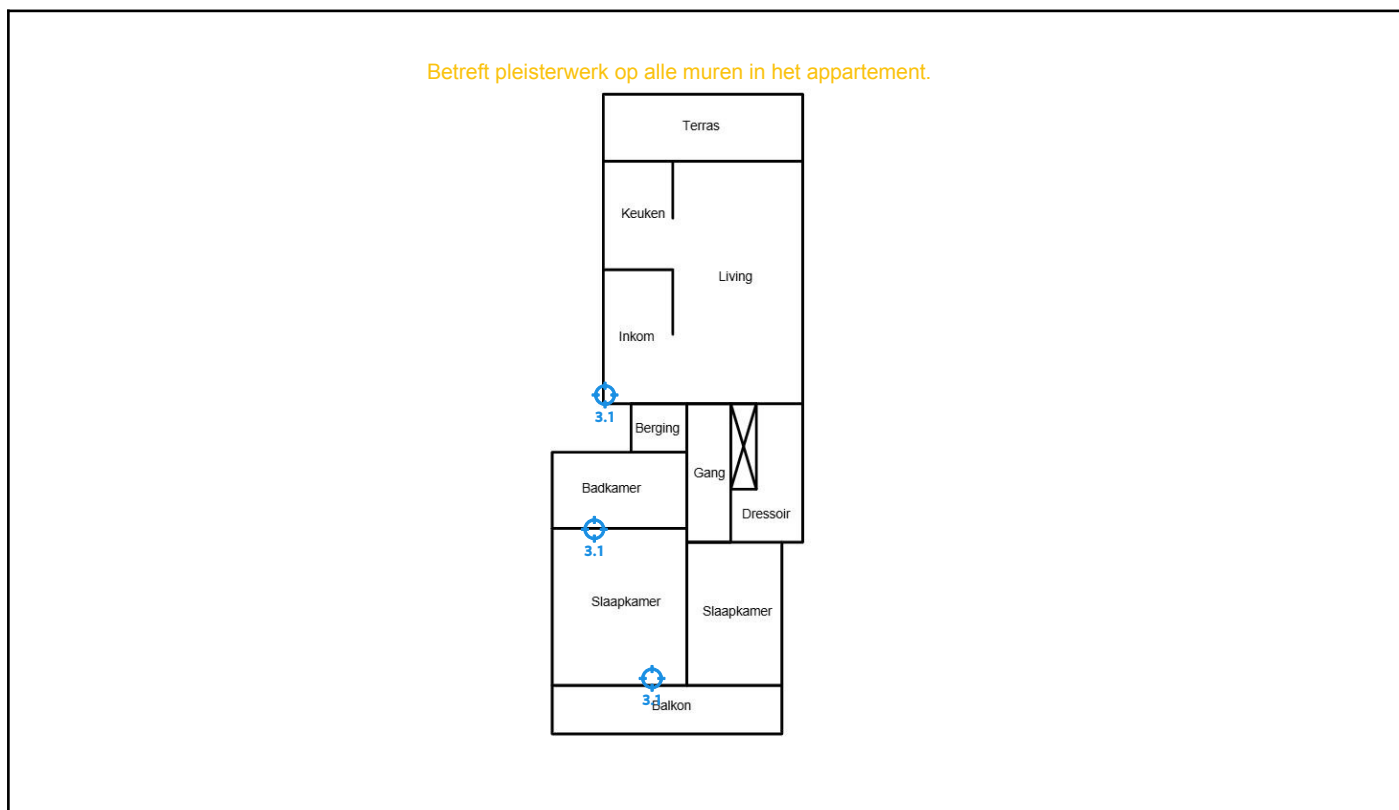 Betreft pleisterwerk op alle muren in het appartement.
Terras
Keuken
Living
Inkom
3.1
Berging
Gang
Badkamer
Dressoir
3.1
Slaapkamer
Slaapkamer
3.1
Balkon